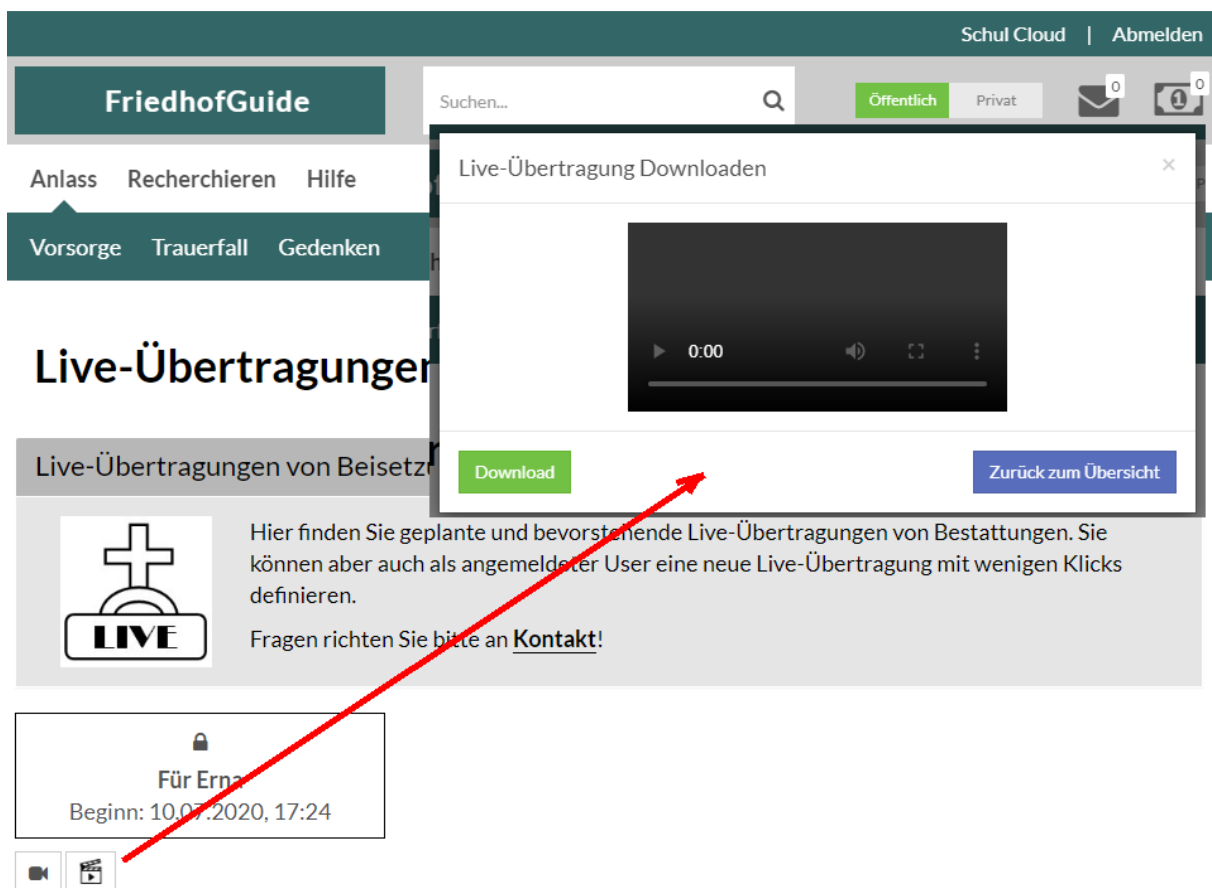 Schul Cloud | Abmelden
FriedhofGuide
Suchen...
Öffentlich Privat
0
0
Anlass Recherchieren Hilfe
Vorsorge Trauerfall Gedenken
Live-Übertragung Downloaden
×
0:00
Download
Zurück zum Übersicht
Live-Übertragungen
Live-Übertragungen von Beisetz
Hier finden Sie geplante und bevorstehende Live-Übertragungen von Bestattungen. Sie
können aber auch als angemeldeter User eine neue Live-Übertragung mit wenigen Klicks
definieren.
Fragen richten Sie bitte an Kontakt!
LIVE
Für Erna
Beginn: 10.07.2020, 17:24